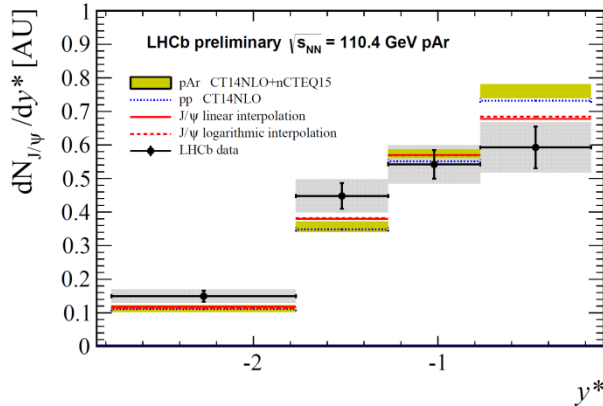 LHCb preliminary √sNN = 110.4 GeV pAr
pAr CT14NLO+nCTEQ15
pp CT14NLO
J/ψ linear interpolation
J/ψ logarithmic interpolation
LHCb data
dN_J/ψ/dy* [AU]
1
0.9
0.8
0.7
0.6
0.5
0.4
0.3
0.2
0.1
0
-2
-1
y*